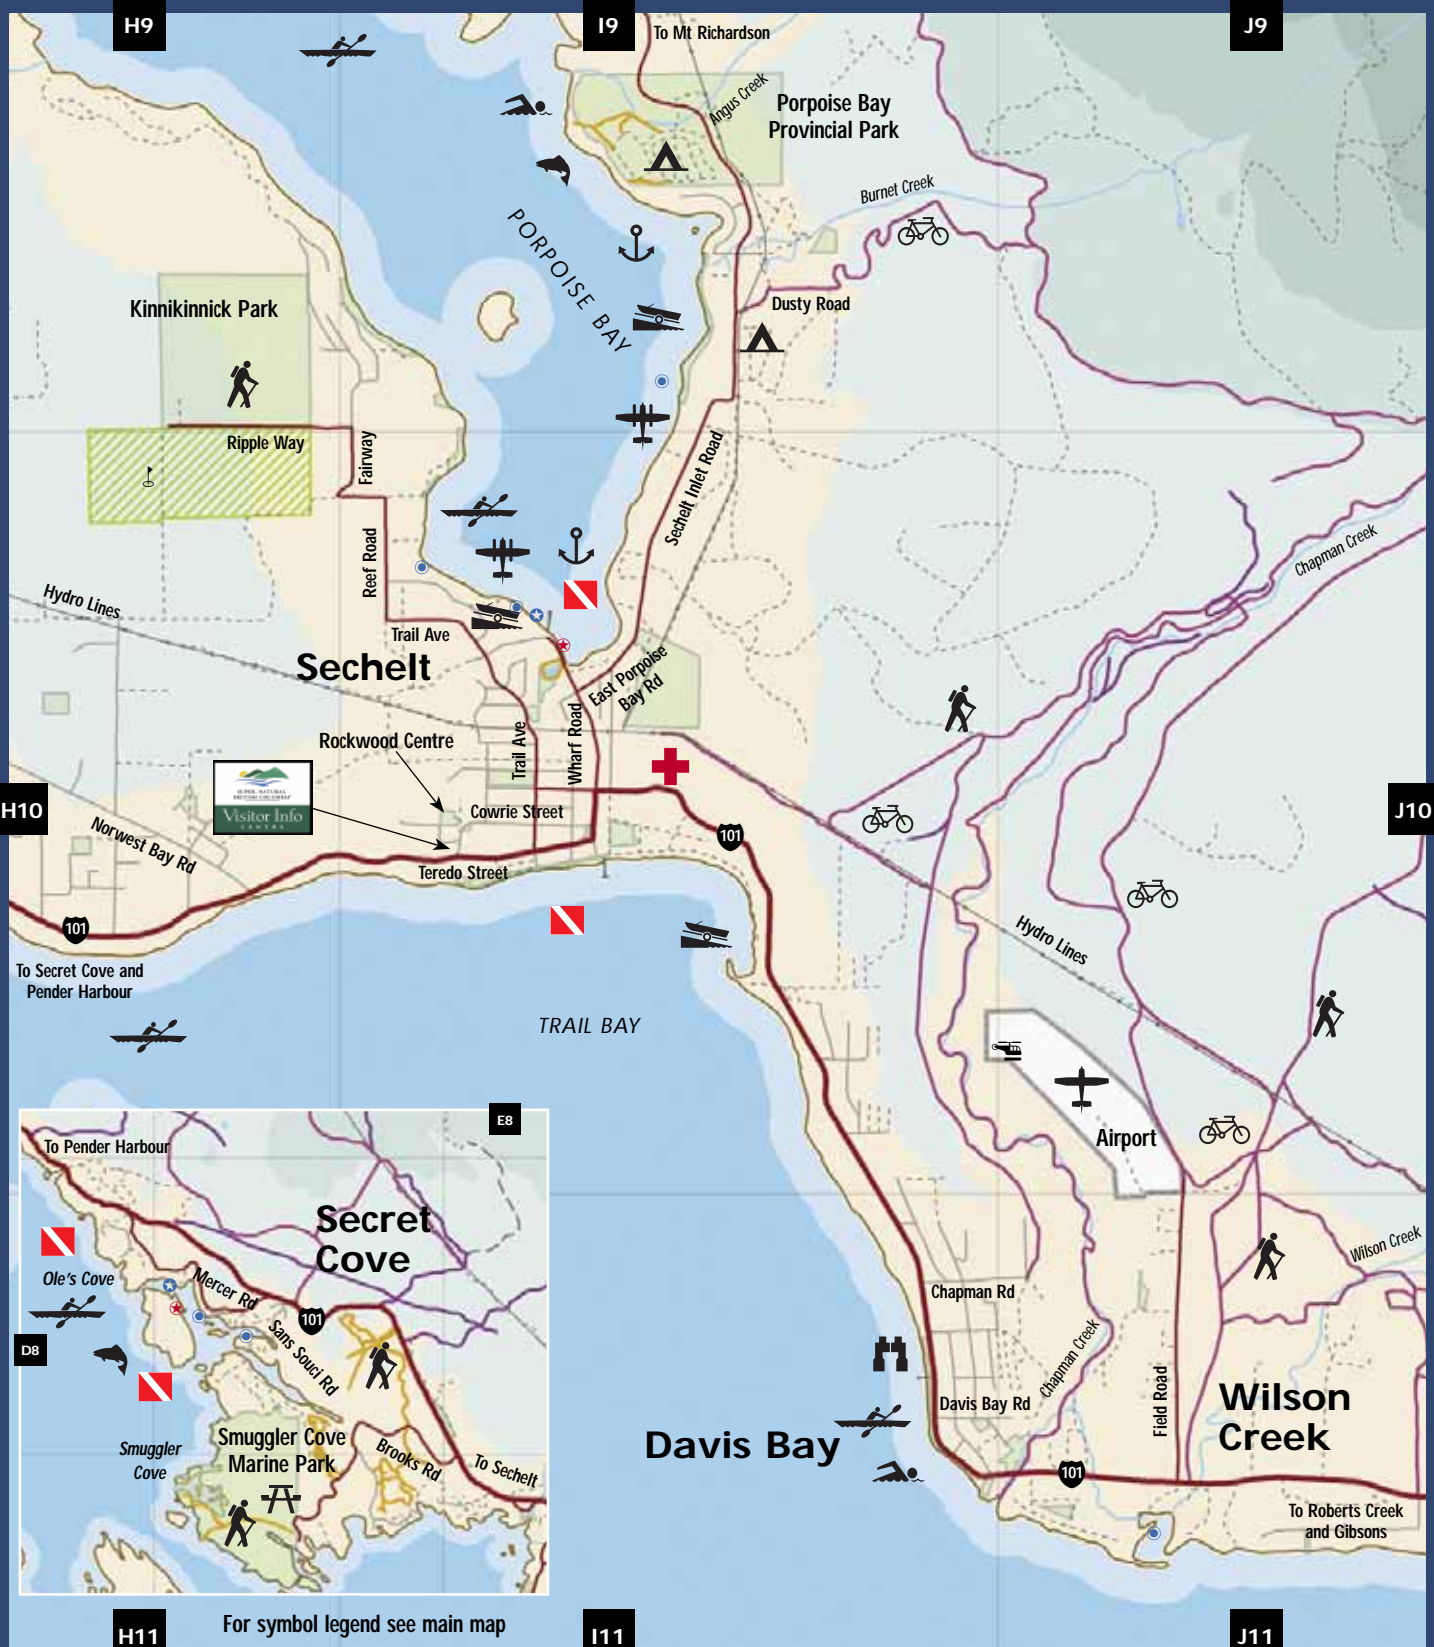 H9
I9
J9
To Mt Richardson
Angus Creek
Porpoise Bay
Provincial Park
Burnet Creek
PORPOISE BAY
Kinnikinnick Park
Dusty Road
Ripple Way
Fairway
Sechelt Inlet Road
Reef Road
Chapman Creek
Hydro Lines
Trail Ave
Sechelt
East Porpoise
Bay Rd
Rockwood Centre
Trail Ave
Wharf Road
SUPER, NATURAL
BRITISH COLUMBIA
Visitor Info
CENTRE
H10
Cowrie Street
J10
Norwest Bay Rd
101
Teredo Street
101
Hydro Lines
To Secret Cove and
Pender Harbour
TRAIL BAY
Airport
E8
To Pender Harbour
Secret
Cove
Ole's Cove
Mercer Rd
101
Sans Souci Rd
D8
Smuggler
Cove
Smuggler Cove
Marine Park
Brooks Rd
To Sechelt
Wilson Creek
Chapman Rd
Chapman Creek
Davis Bay Rd
Field Road
Wilson
Creek
Davis Bay
101
To Roberts Creek
and Gibsons
H11
For symbol legend see main map
I11
J11